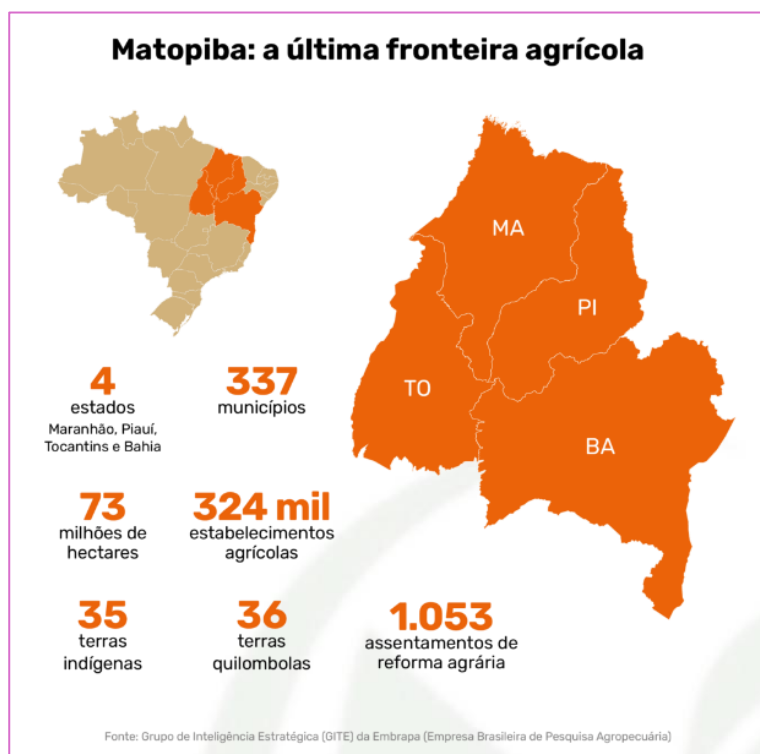 Matopiba: a última fronteira agrícola
MA
PI
TO
BA
4
estados
Maranhão, Piauí,
Tocantins e Bahia
337
municípios
73
milhões de
hectares
324 mil
estabelecimentos
agrícolas
35
terras
indígenas
36
terras
quilombolas
1.053
assentamentos de
reforma agrária
Fonte: Grupo de Inteligência Estratégica (GITE) da Embrapa (Empresa Brasileira de Pesquisa Agropecuária)